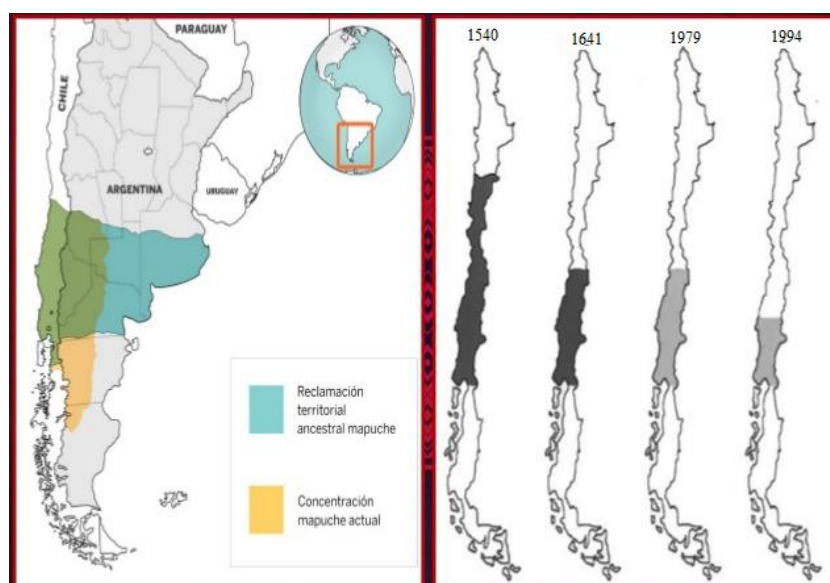 PARAGUAY
CHILE
ARGENTINA
URUGUAY
Reclamación
territorial
ancestral mapuche
Concentración
mapuche actual
1540
1641
1979
1994